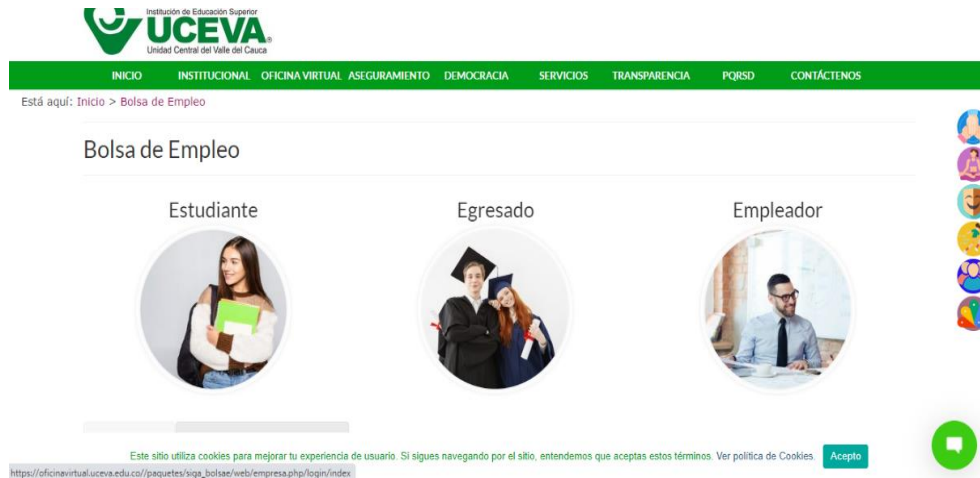 Institución de Educación Superior
UCEVA®
Unidad Central del Valle del Cauca
INICIO INSTITUCIONAL OFICINA VIRTUAL ASEGURAMIENTO DEMOCRACIA SERVICIOS TRANSPARENCIA PQRSD CONTÁCTENOS
Está aquí: Inicio > Bolsa de Empleo
Bolsa de Empleo
Estudiante Egresado Empleador
Este sitio utiliza cookies para mejorar tu experiencia de usuario. Si sigues navegando por el sitio, entendemos que aceptas estos términos. Ver política de Cookies. Acepto
https://oficinavirtual.uceva.edu.co//paquetes/siga_bolsae/web/empresa.php/login/index